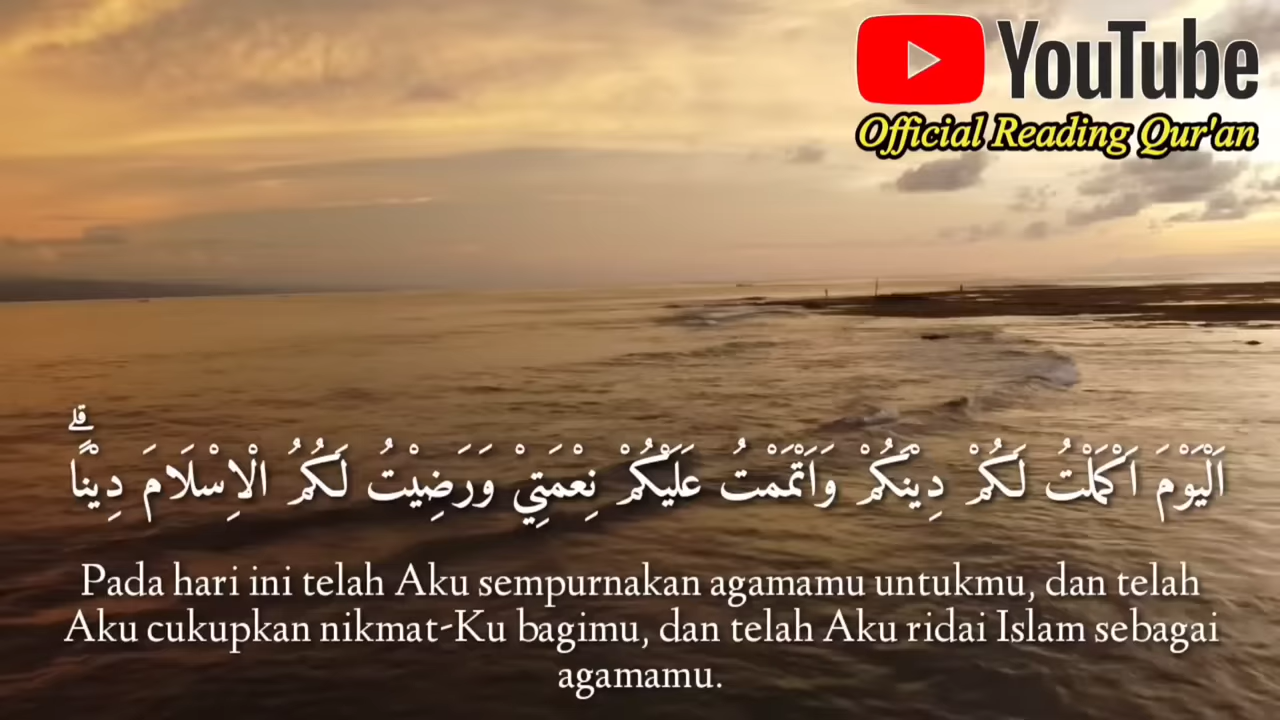 YouTube
Official Reading Qur'an
اَلْيَوْمَ اَكْمَلْتُ لَكُمْ دِيْنَكُمْ وَاَتْمَمْتُ عَلَيْكُمْ نِعْمَتِيْ وَرَضِيْتُ لَكُمُ الْاِسْلَامَ دِيْنًاۗ
Pada hari ini telah Aku sempurnakan agamamu untukmu, dan telah
Aku cukupkan nikmat-Ku bagimu, dan telah Aku ridai Islam sebagai
agamamu.